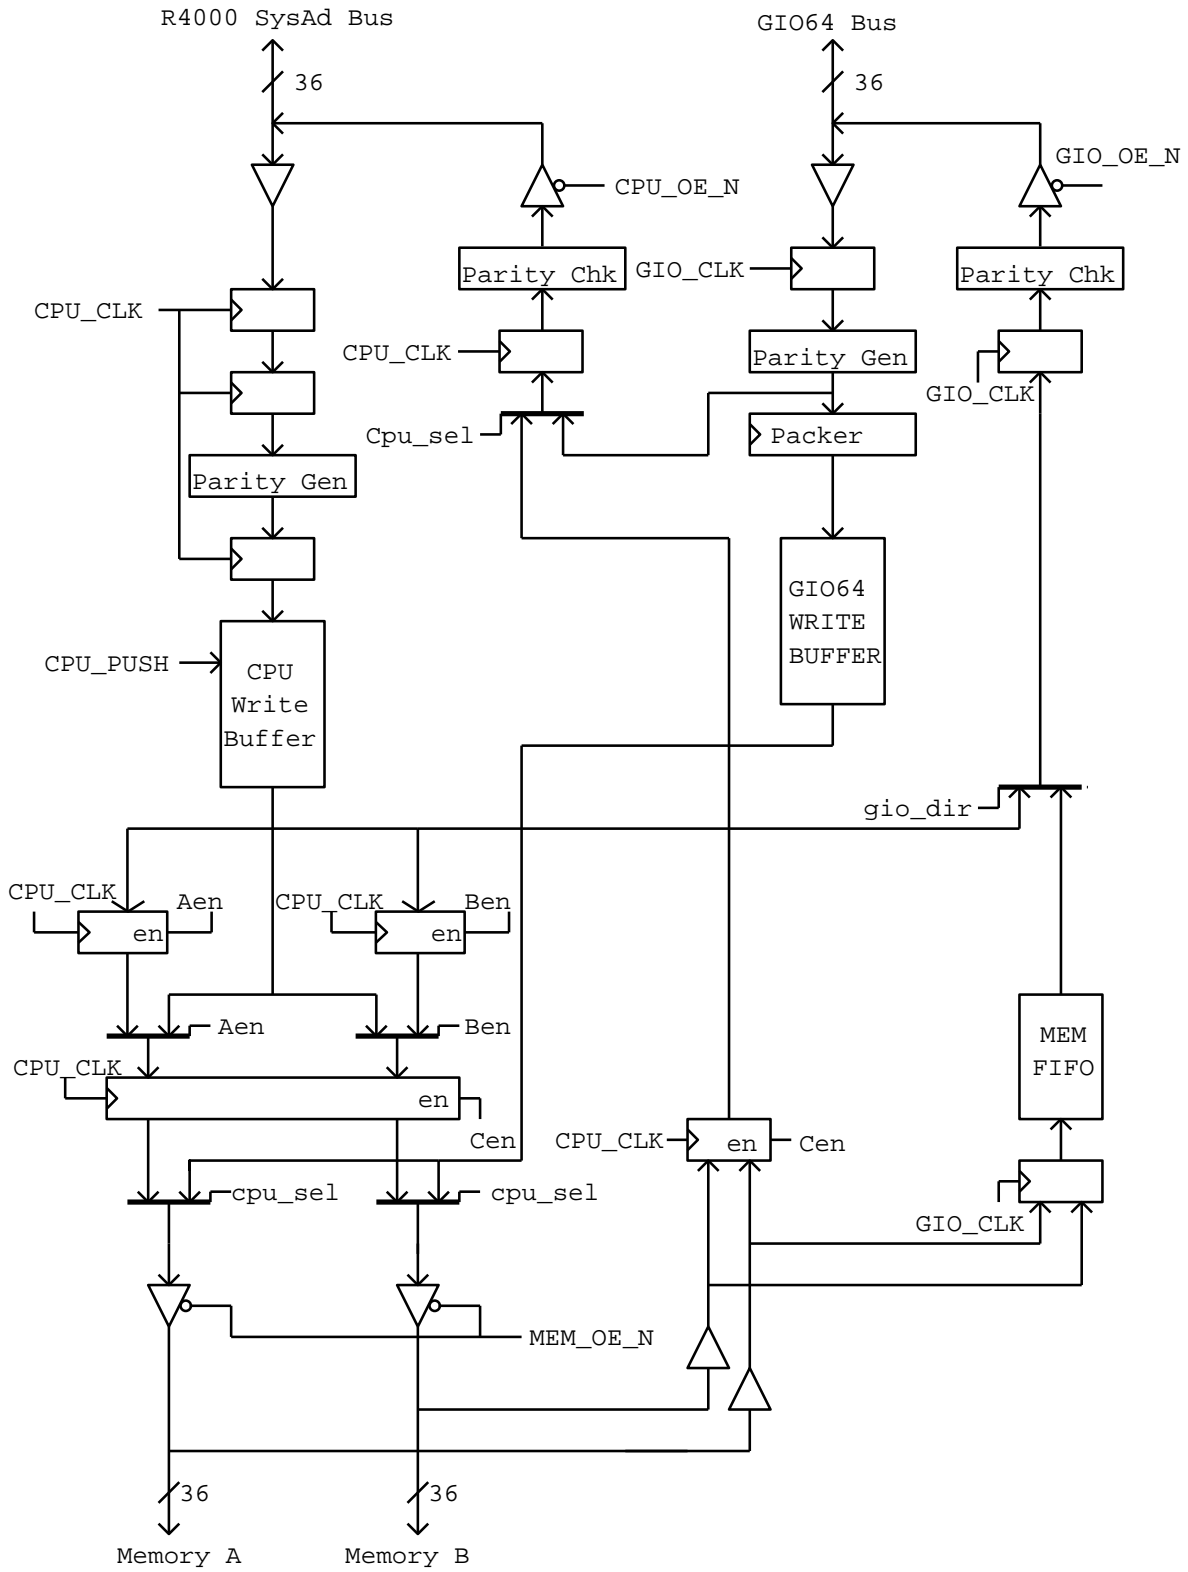 R4000 SysAd Bus
GIO64 Bus
36
36
GIO_OE_N
CPU_OE_N
Parity Chk
GIO_CLK
Parity Chk
CPU_CLK
CPU_CLK
Parity Gen
GIO_CLK
Cpu_sel
Packer
Parity Gen
GIO64
WRITE
BUFFER
CPU_PUSH
CPU
Write
Buffer
gio_dir
CPU_CLK
Aen
CPU_CLK
Ben
en
en
Aen
Ben
MEM
FIFO
CPU_CLK
en
Cen
CPU_CLK
en
Cen
cpu_sel
cpu_sel
GIO_CLK
MEM_OE_N
36
36
Memory A
Memory B